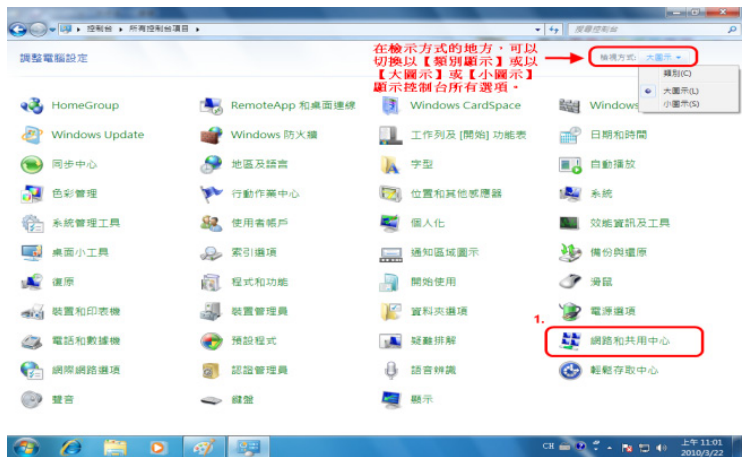 控制台 ▸ 所有控制台項目 ▸
搜尋控制台
調整電腦設定
在檢示方式的地方，可以
切換以【類別顯示】或以
【大圖示】或【小圖示】
顯示控制台所有選項。
檢視方式: 大圖示
類別(C)
大圖示(L)
小圖示(S)
HomeGroup
RemoteApp 和桌面連線
Windows CardSpace
Windows
Windows Update
Windows 防火牆
工作列及 [開始] 功能表
日期和時間
同步中心
地區及語言
字型
自動播放
色彩管理
行動作業中心
位置和其他感應器
系統
系統管理工具
使用者帳戶
個人化
效能資訊及工具
桌面小工具
索引選項
通知區域圖示
備份與還原
復原
程式和功能
開始使用
滑鼠
裝置和印表機
裝置管理員
資料夾選項
電源選項
1.
電話和數據機
預設程式
疑難排解
網路和共用中心
網際網路選項
認證管理員
語音辨識
輕鬆存取中心
聲音
鍵盤
顯示
CH
上午 11:01
2010/3/22